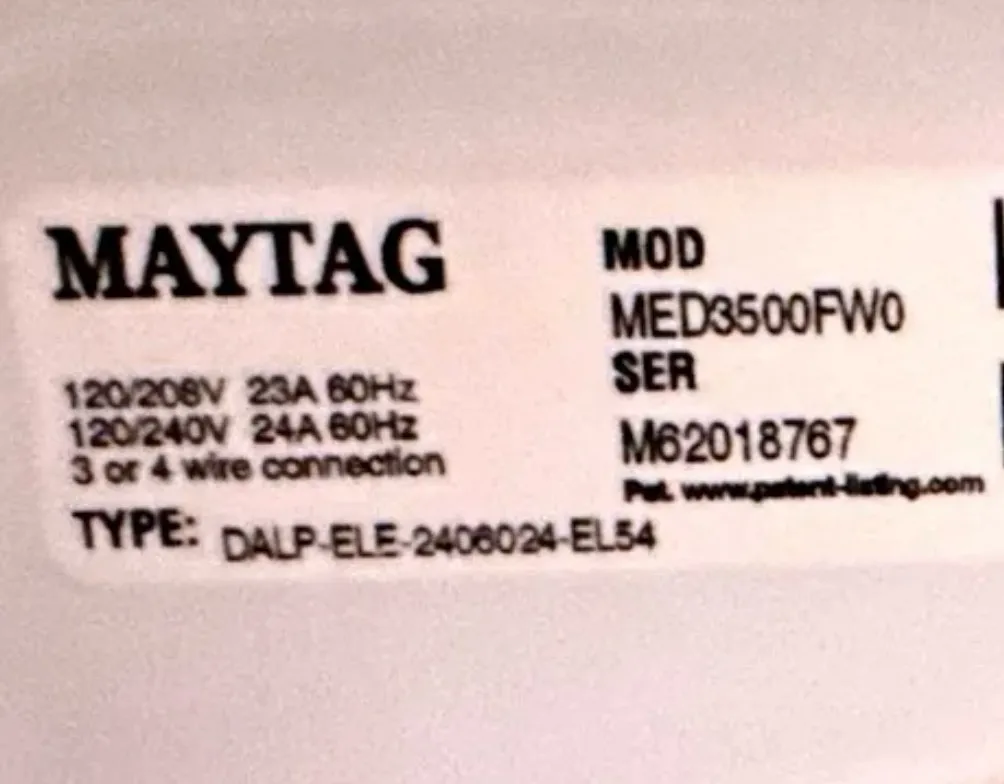 MAYTAG
120/208V 23A 60Hz
120/240V 24A 60Hz
3 or 4 wire connection
TYPE: DALP-ELE-2406024-EL54
MOD
MED3500FW0
SER
M62018767
Pat. www.patent-listing.com